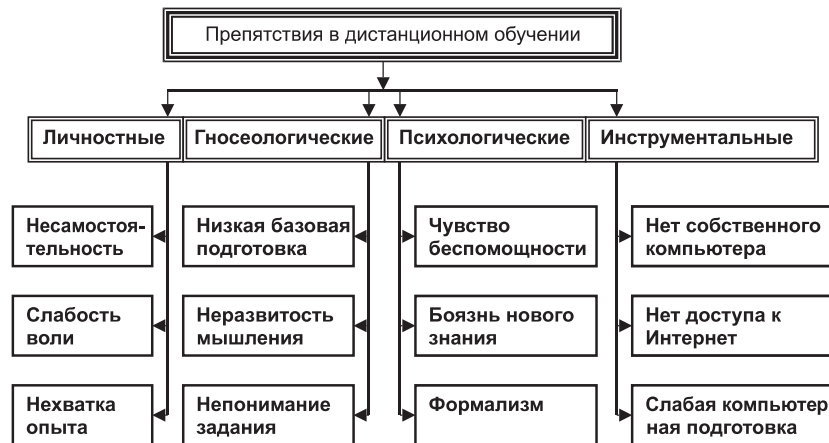 Препятствия в дистанционном обучении
Личностные
Гносеологические
Психологические
Инструментальные
Несамостоя-
тельность
Низкая базовая
подготовка
Чувство
беспомощности
Нет собственного
компьютера
Слабость
воли
Неразвитость
мышления
Боязнь нового
знания
Нет доступа к
Интернет
Нехватка
опыта
Непонимание
задания
Формализм
Слабая компьютер
ная подготовка